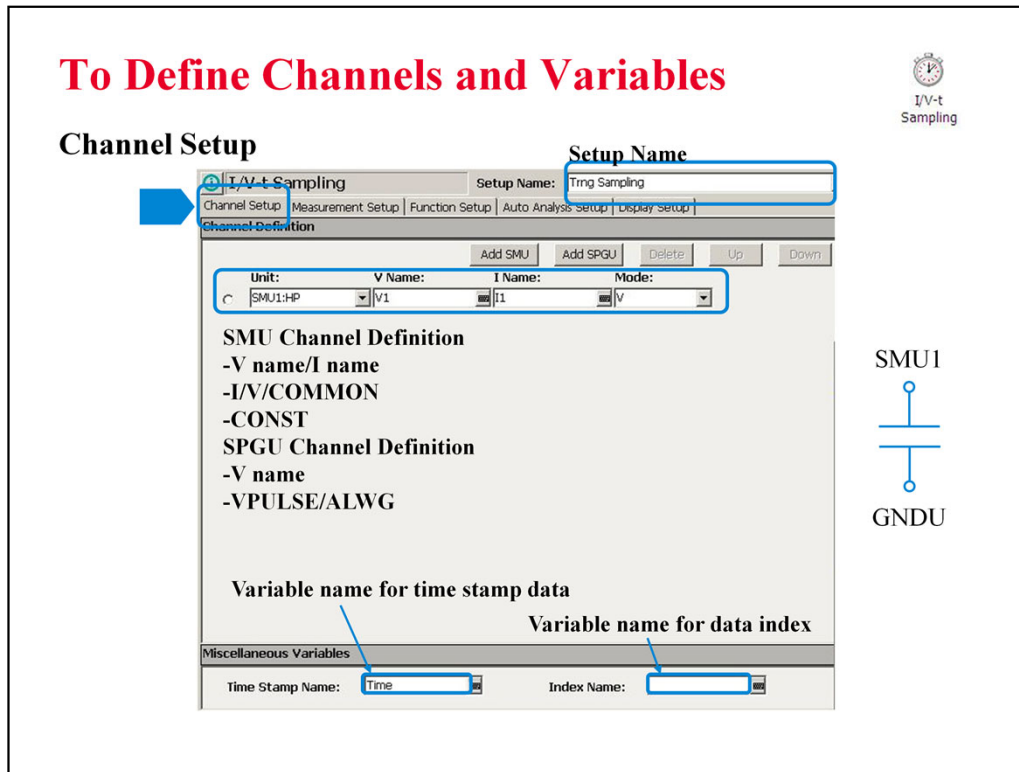 To Define Channels and Variables
I/V-t
Sampling
Channel Setup
Setup Name
I/V-t Sampling
Setup Name:
Trng Sampling
Channel Setup
Measurement Setup
Function Setup
Auto Analysis Setup
Display Setup
Channel Definition
Add SMU
Add SPGU
Delete
Up
Down
Unit:
V Name:
I Name:
Mode:
SMU1:HP
V1
I1
V
SMU Channel Definition
-V name/I name
-I/V/COMMON
-CONST
SPGU Channel Definition
-V name
-VPULSE/ALWG
SMU1
GNDU
Variable name for time stamp data
Variable name for data index
Miscellaneous Variables
Time Stamp Name:
Time
Index Name: